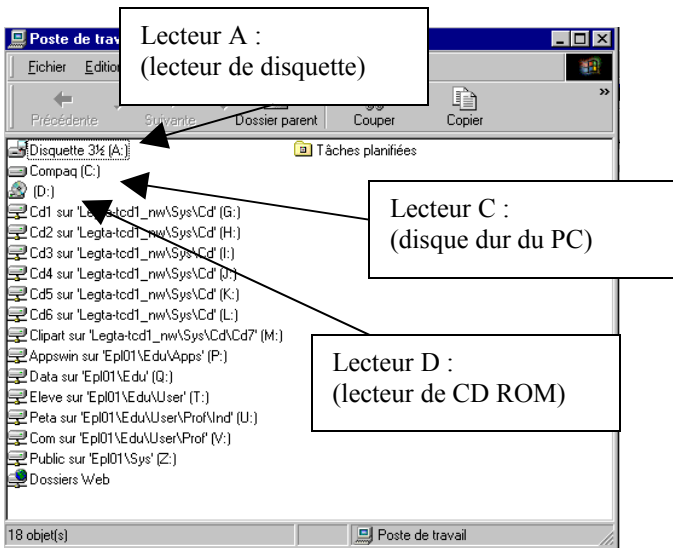 Poste de trav
Lecteur A :
(lecteur de disquette)
Fichier Edition
Précédente Suivante Dossier parent Couper Copier »
Disquette 3½ (A:)
Tâches planifiées
Compaq (C:)
(D:)
Cd1 sur 'Legta-tcd1_nw\Sys\Cd' (G:)
Cd2 sur 'Legta-tcd1_nw\Sys\Cd' (H:)
Cd3 sur 'Legta-tcd1_nw\Sys\Cd' (I:)
Cd4 sur 'Legta-tcd1_nw\Sys\Cd' (J:)
Cd5 sur 'Legta-tcd1_nw\Sys\Cd' (K:)
Cd6 sur 'Legta-tcd1_nw\Sys\Cd' (L:)
Clipart sur 'Legta-tcd1_nw\Sys\Cd\Cd7' (M:)
Appswin sur 'Epl01\Edu\Apps' (P:)
Data sur 'Epl01\Edu' (Q:)
Eleve sur 'Epl01\Edu\User' (T:)
Peta sur 'Epl01\Edu\User\Prof\Ind' (U:)
Com sur 'Epl01\Edu\User\Prof' (V:)
Public sur 'Epl01\Sys' (Z:)
Dossiers Web
Lecteur C :
(disque dur du PC)
Lecteur D :
(lecteur de CD ROM)
18 objet(s)
Poste de travail